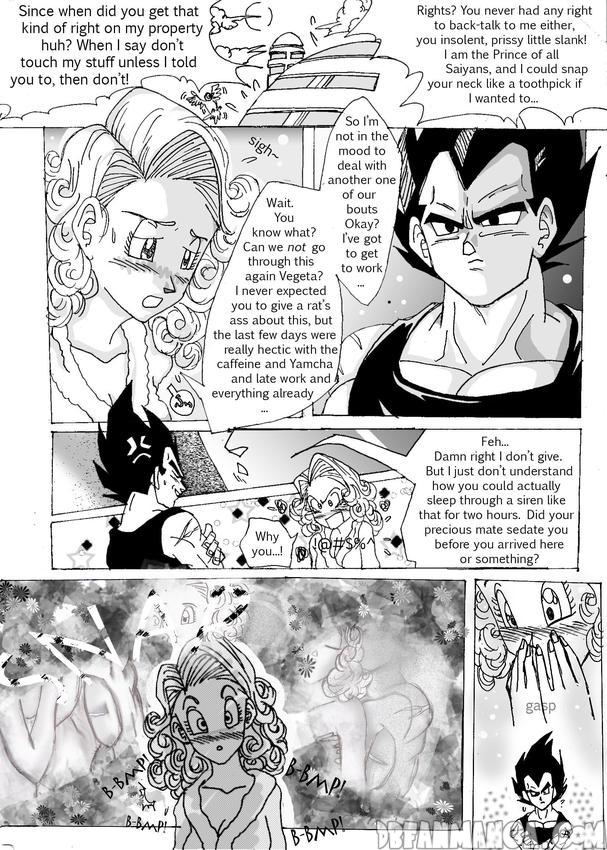 Since when did you get that
kind of right on my property
huh? When I say don't
touch my stuff unless I told
you to, then don't!
Rights? You never had any right
to back-talk to me either,
you insolent, prissy little slank!
I am the Prince of all
Saiyans, and I could snap
your neck like a toothpick if
I wanted to...
sigh~
So I'm
not in the
mood to
deal with
another one
of our
bouts
Okay?
I've got
to get
to work
...
Wait.
You
know what?
Can we not go
through this
again Vegeta?
I never expected
you to give a rat's
ass about this, but
the last few days were
really hectic with the
caffeine and Yamcha
and late work and
everything already
...
Feh...
Damn right I don't give.
But I just don't understand
how you could actually
sleep through a siren like
that for two hours. Did your
precious mate sedate you
before you arrived here
or something?
Why
you...!
!@#$%
gasp
B-BMP!
B-BMP!
B-BMP!
B-BMP!
DBFANMANGA.COM